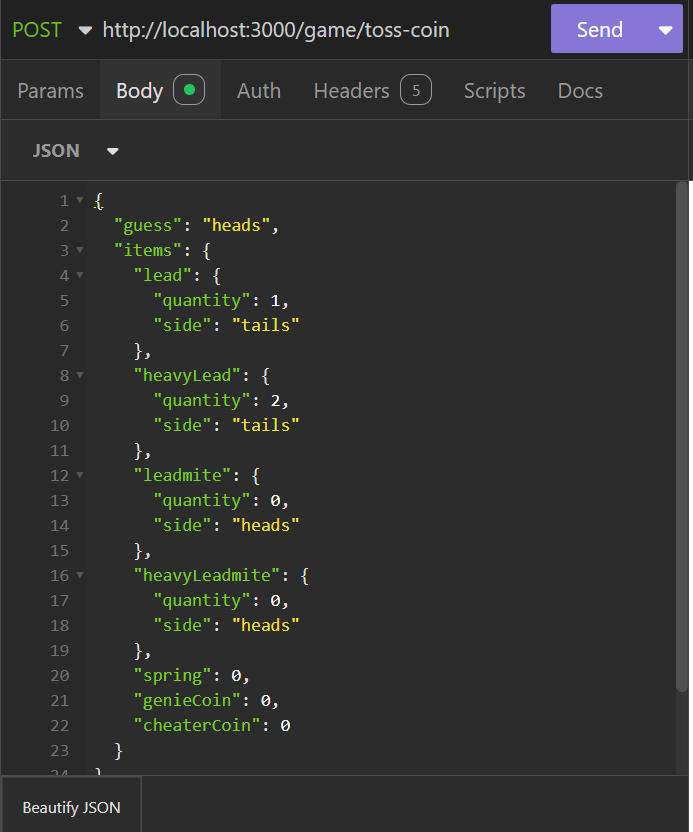 POST http://localhost:3000/game/toss-coin Send
Params Body Auth Headers 5 Scripts Docs
JSON
1 {
2 "guess": "heads",
3 "items": {
4 "lead": {
5 "quantity": 1,
6 "side": "tails"
7 },
8 "heavyLead": {
9 "quantity": 2,
10 "side": "tails"
11 },
12 "leadmite": {
13 "quantity": 0,
14 "side": "heads"
15 },
16 "heavyLeadmite": {
17 "quantity": 0,
18 "side": "heads"
19 },
20 "spring": 0,
21 "genieCoin": 0,
22 "cheaterCoin": 0
23 }
24 }
Beautify JSON